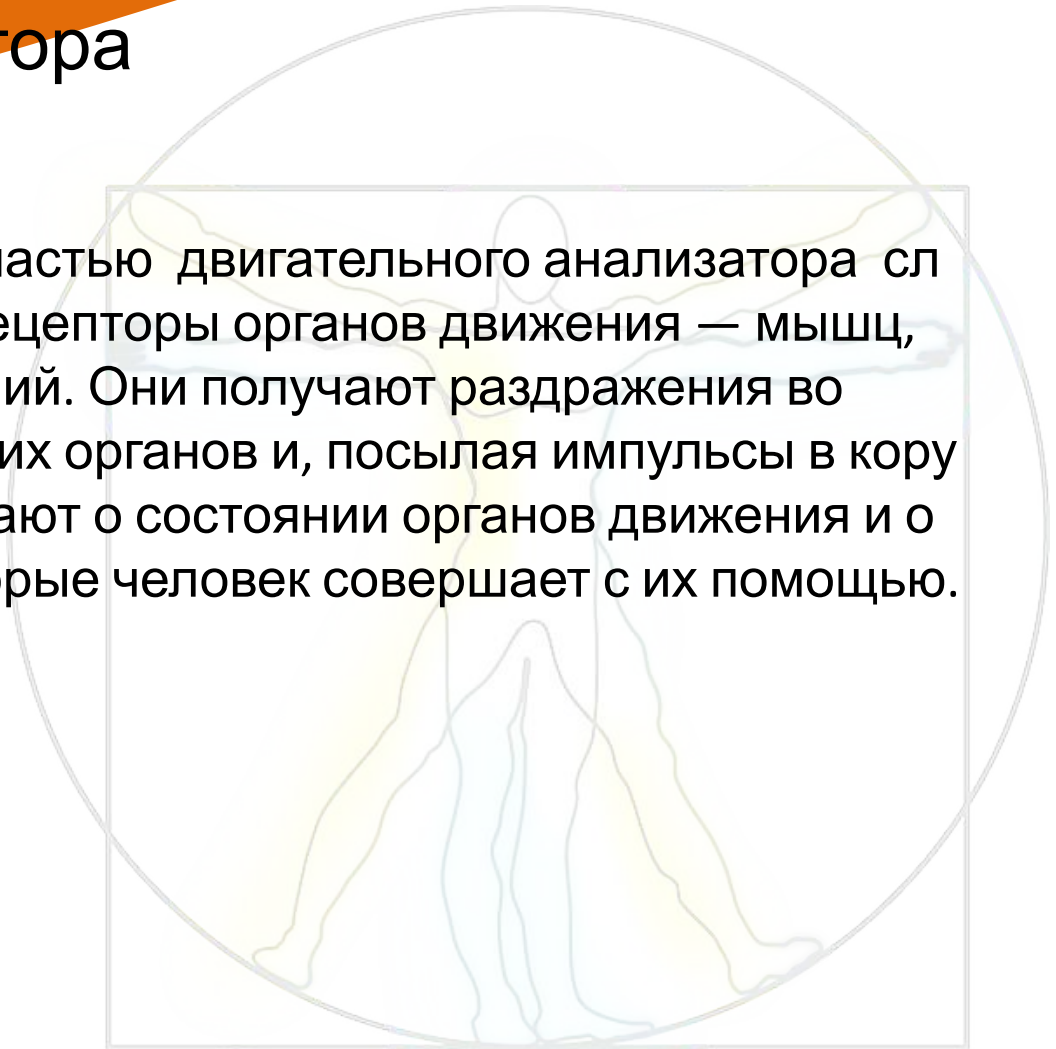 тора
частью двигательного анализатора сл
ецепторы органов движения — мышц,
ий. Они получают раздражения во
их органов и, посылая импульсы в кору
ают о состоянии органов движения и о
орые человек совершает с их помощью.